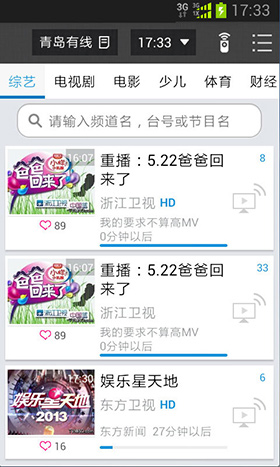 3G 17:33
青岛有线 17:33
综艺 电视剧 电影 少儿 体育 财经
请输入频道名，台号或节目名
16:07
爸爸回来了
浙江卫视
89
重播：5.22爸爸回来了
8
浙江卫视 HD
我的要求不算高MV
0分钟以后
16:07
爸爸回来了
浙江卫视
89
重播：5.22爸爸回来了
33
浙江卫视 HD
我的要求不算高MV
0分钟以后
17:30
娱乐星天地
2013
16
娱乐星天地
6
东方卫视 HD
东方新闻 27分钟以后